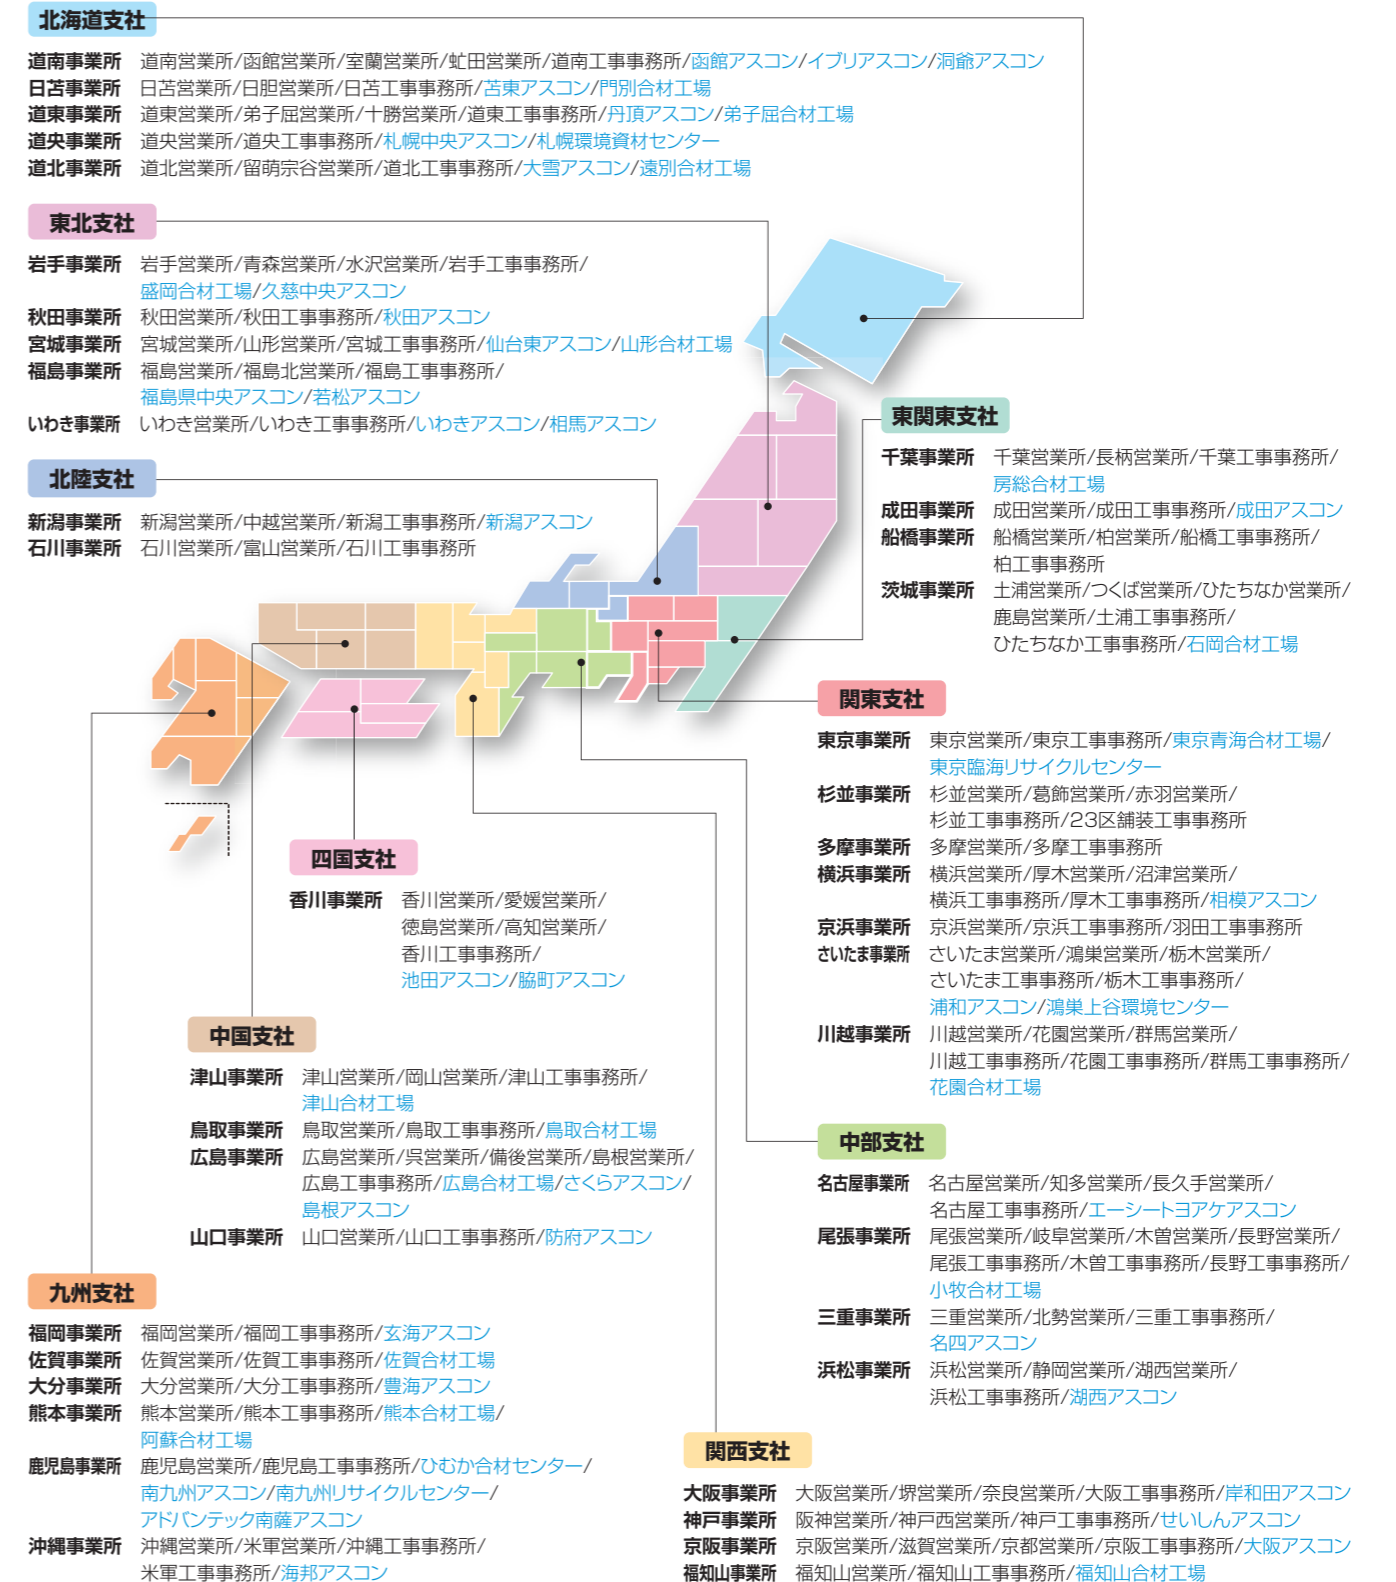 北海道支社
道南事業所 道南営業所/函館営業所/室蘭営業所/虻田営業所/道南工事事務所/函館アスコン/イブリアスコン/洞爺アスコン
日苫事業所 日苫営業所/日胆営業所/日苫工事事務所/苫東アスコン/門別合材工場
道東事業所 道東営業所/弟子屈営業所/十勝営業所/道東工事事務所/丹頂アスコン/弟子屈合材工場
道央事業所 道央営業所/道央工事事務所/札幌中央アスコン/札幌環境資材センター
道北事業所 道北営業所/留萌宗谷営業所/道北工事事務所/大雪アスコン/遠別合材工場
東北支社
岩手事業所 岩手営業所/青森営業所/水沢営業所/岩手工事事務所/
盛岡合材工場/久慈中央アスコン
秋田事業所 秋田営業所/秋田工事事務所/秋田アスコン
宮城事業所 宮城営業所/山形営業所/宮城工事事務所/仙台東アスコン/山形合材工場
福島事業所 福島営業所/福島北営業所/福島工事事務所/
福島県中央アスコン/若松アスコン
いわき事業所 いわき営業所/いわき工事事務所/いわきアスコン/相馬アスコン
北陸支社
新潟事業所 新潟営業所/中越営業所/新潟工事事務所/新潟アスコン
石川事業所 石川営業所/富山営業所/石川工事事務所
東関東支社
千葉事業所 千葉営業所/長柄営業所/千葉工事事務所/
房総合材工場
成田事業所 成田営業所/成田工事事務所/成田アスコン
船橋事業所 船橋営業所/柏営業所/船橋工事事務所/
柏工事事務所
茨城事業所 土浦営業所/つくば営業所/ひたちなか営業所/
鹿島営業所/土浦工事事務所/
ひたちなか工事事務所/石岡合材工場
関東支社
東京事業所 東京営業所/東京工事事務所/東京青海合材工場/
東京臨海リサイクルセンター
杉並事業所 杉並営業所/葛飾営業所/赤羽営業所/
杉並工事事務所/23区舗装工事事務所
多摩事業所 多摩営業所/多摩工事事務所
横浜事業所 横浜営業所/厚木営業所/沼津営業所/
横浜工事事務所/厚木工事事務所/相模アスコン
京浜事業所 京浜営業所/京浜工事事務所/羽田工事事務所
さいたま事業所 さいたま営業所/鴻巣営業所/栃木営業所/
さいたま工事事務所/栃木工事事務所/
浦和アスコン/鴻巣上谷環境センター
川越事業所 川越営業所/花園営業所/群馬営業所/
川越工事事務所/花園工事事務所/群馬工事事務所/
花園合材工場
四国支社
香川事業所 香川営業所/愛媛営業所/
徳島営業所/高知営業所/
香川工事事務所/
池田アスコン/脇町アスコン
中国支社
津山事業所 津山営業所/岡山営業所/津山工事事務所/
津山合材工場
鳥取事業所 鳥取営業所/鳥取工事事務所/鳥取合材工場
広島事業所 広島営業所/呉営業所/備後営業所/島根営業所/
広島工事事務所/広島合材工場/さくらアスコン/
島根アスコン
山口事業所 山口営業所/山口工事事務所/防府アスコン
中部支社
名古屋事業所 名古屋営業所/知多営業所/長久手営業所/
名古屋工事事務所/エーシートヨアケアスコン
尾張事業所 尾張営業所/岐阜営業所/木曽営業所/長野営業所/
尾張工事事務所/木曽工事事務所/長野工事事務所/
小牧合材工場
三重事業所 三重営業所/北勢営業所/三重工事事務所/
名四アスコン
浜松事業所 浜松営業所/静岡営業所/湖西営業所/
浜松工事事務所/湖西アスコン
九州支社
福岡事業所 福岡営業所/福岡工事事務所/玄海アスコン
佐賀事業所 佐賀営業所/佐賀工事事務所/佐賀合材工場
大分事業所 大分営業所/大分工事事務所/豊海アスコン
熊本事業所 熊本営業所/熊本工事事務所/熊本合材工場/
阿蘇合材工場
鹿児島事業所 鹿児島営業所/鹿児島工事事務所/ひむか合材センター/
南九州アスコン/南九州リサイクルセンター/
アドバンテック南薩アスコン
沖縄事業所 沖縄営業所/米軍営業所/沖縄工事事務所/
米軍工事事務所/海邦アスコン
関西支社
大阪事業所 大阪営業所/堺営業所/奈良営業所/大阪工事事務所/岸和田アスコン
神戸事業所 阪神営業所/神戸西営業所/神戸工事事務所/せいしんアスコン
京阪事業所 京阪営業所/滋賀営業所/京都営業所/京阪工事事務所/大阪アスコン
福知山事業所 福知山営業所/福知山工事事務所/福知山合材工場